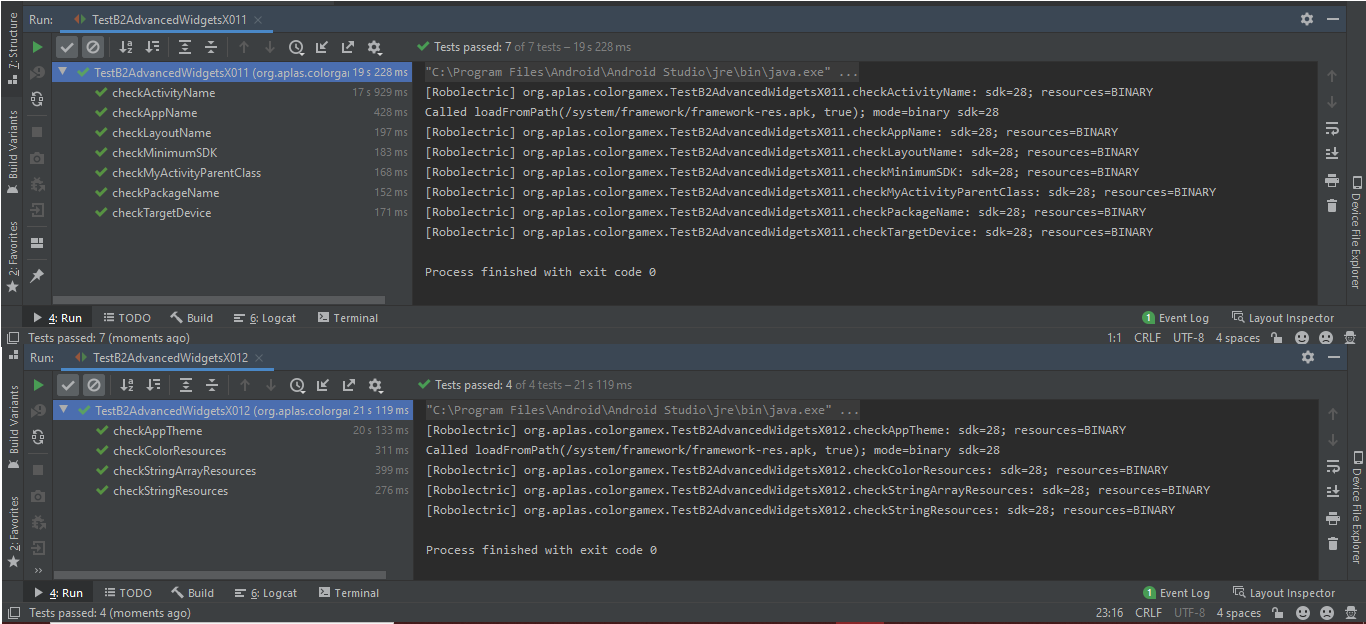 Run: TestB2AdvancedWidgetsX011
Tests passed: 7 of 7 tests – 19 s 228 ms
TestB2AdvancedWidgetsX011 (org.aplas.colorgar 19 s 228 ms
checkActivityName 17 s 929 ms
checkAppName 428 ms
checkLayoutName 197 ms
checkMinimumSDK 183 ms
checkMyActivityParentClass 168 ms
checkPackageName 152 ms
checkTargetDevice 171 ms
"C:\Program Files\Android\Android Studio\jre\bin\java.exe" ...
[Robolectric] org.aplas.colorgamex.TestB2AdvancedWidgetsX011.checkActivityName: sdk=28; resources=BINARY
Called loadFromPath(/system/framework/framework-res.apk, true); mode=binary sdk=28
[Robolectric] org.aplas.colorgamex.TestB2AdvancedWidgetsX011.checkAppName: sdk=28; resources=BINARY
[Robolectric] org.aplas.colorgamex.TestB2AdvancedWidgetsX011.checkLayoutName: sdk=28; resources=BINARY
[Robolectric] org.aplas.colorgamex.TestB2AdvancedWidgetsX011.checkMinimumSDK: sdk=28; resources=BINARY
[Robolectric] org.aplas.colorgamex.TestB2AdvancedWidgetsX011.checkMyActivityParentClass: sdk=28; resources=BINARY
[Robolectric] org.aplas.colorgamex.TestB2AdvancedWidgetsX011.checkPackageName: sdk=28; resources=BINARY
[Robolectric] org.aplas.colorgamex.TestB2AdvancedWidgetsX011.checkTargetDevice: sdk=28; resources=BINARY
Process finished with exit code 0
7: Structure
Build Variants
2: Favorites
Device File Explorer
4: Run TODO Build 6: Logcat Terminal 1 Event Log Layout Inspector
Tests passed: 7 (moments ago) 1:1 CRLF UTF-8 4 spaces
Run: TestB2AdvancedWidgetsX012
Tests passed: 4 of 4 tests – 21 s 119 ms
TestB2AdvancedWidgetsX012 (org.aplas.colorgar 21 s 119 ms
checkAppTheme 20 s 133 ms
checkColorResources 311 ms
checkStringArrayResources 399 ms
checkStringResources 276 ms
"C:\Program Files\Android\Android Studio\jre\bin\java.exe" ...
[Robolectric] org.aplas.colorgamex.TestB2AdvancedWidgetsX012.checkAppTheme: sdk=28; resources=BINARY
Called loadFromPath(/system/framework/framework-res.apk, true); mode=binary sdk=28
[Robolectric] org.aplas.colorgamex.TestB2AdvancedWidgetsX012.checkColorResources: sdk=28; resources=BINARY
[Robolectric] org.aplas.colorgamex.TestB2AdvancedWidgetsX012.checkStringArrayResources: sdk=28; resources=BINARY
[Robolectric] org.aplas.colorgamex.TestB2AdvancedWidgetsX012.checkStringResources: sdk=28; resources=BINARY
Process finished with exit code 0
Build Variants
2: Favorites
Device File Explorer
4: Run TODO Build 6: Logcat Terminal 1 Event Log Layout Inspector
Tests passed: 4 (moments ago) 23:16 CRLF UTF-8 4 spaces